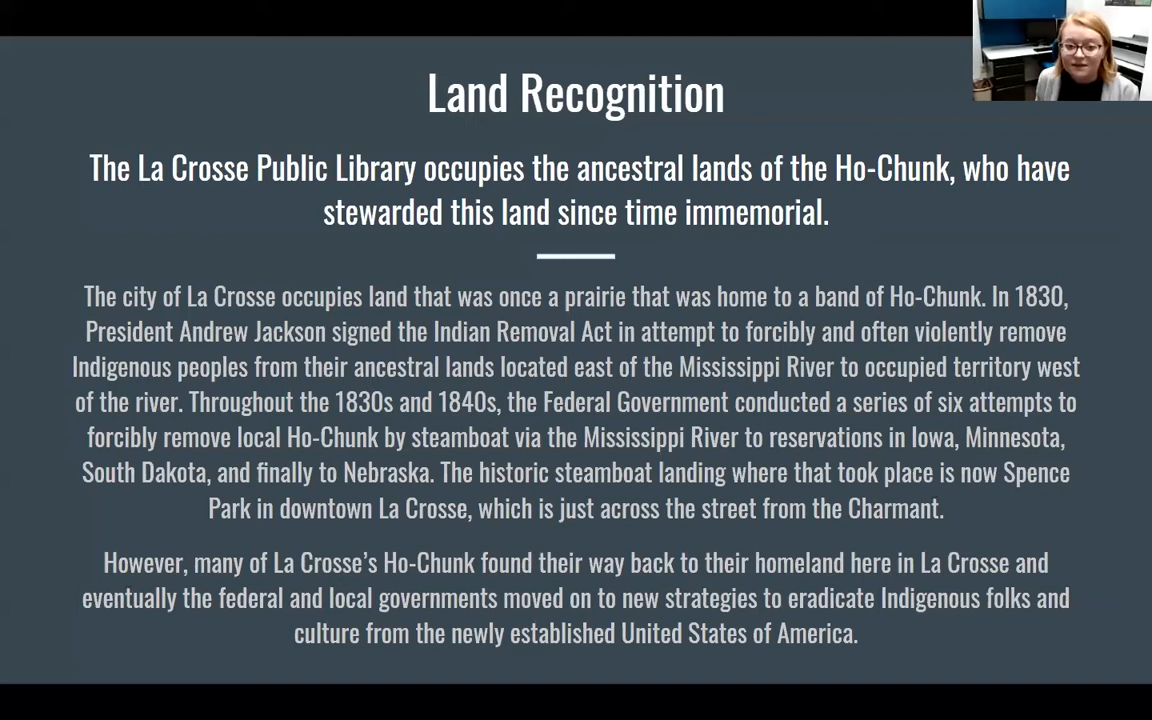 Land Recognition
The La Crosse Public Library occupies the ancestral lands of the Ho-Chunk, who have
stewarded this land since time immemorial.
The city of La Crosse occupies land that was once a prairie that was home to a band of Ho-Chunk. In 1830,
President Andrew Jackson signed the Indian Removal Act in attempt to forcibly and often violently remove
Indigenous peoples from their ancestral lands located east of the Mississippi River to occupied territory west
of the river. Throughout the 1830s and 1840s, the Federal Government conducted a series of six attempts to
forcibly remove local Ho-Chunk by steamboat via the Mississippi River to reservations in Iowa, Minnesota,
South Dakota, and finally to Nebraska. The historic steamboat landing where that took place is now Spence
Park in downtown La Crosse, which is just across the street from the Charmant.
However, many of La Crosse’s Ho-Chunk found their way back to their homeland here in La Crosse and
eventually the federal and local governments moved on to new strategies to eradicate Indigenous folks and
culture from the newly established United States of America.